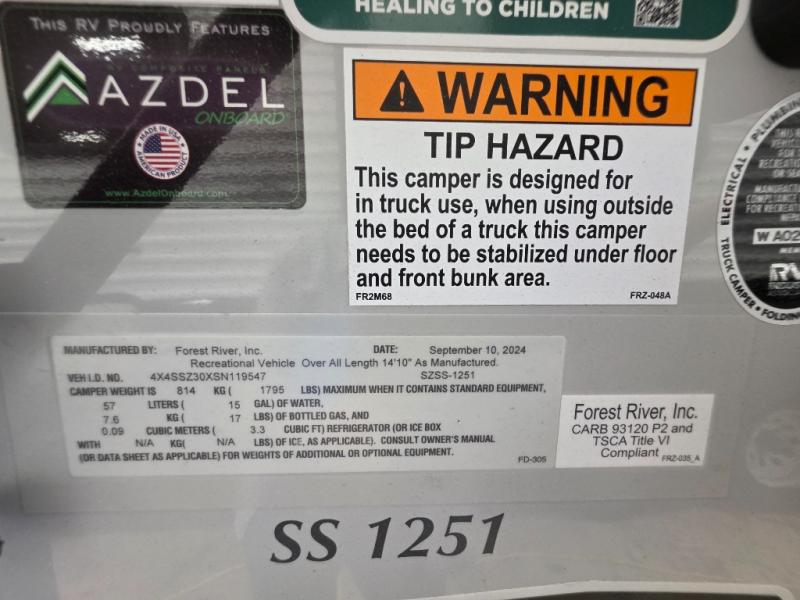 HEALING TO CHILDREN
THIS RV PROUDLY FEATURES
AZDEL
ONBOARD
MADE IN USA
AMERICAN PRODUCT
www.AzdelOnboard.com
WARNING
TIP HAZARD
This camper is designed for
in truck use, when using outside
the bed of a truck this camper
needs to be stabilized under floor
and front bunk area.
FR2M68 FRZ-048A
ELECTRICAL • PLUMBING
TRUCK CAMPER • FOLDING
W A02
MANUFACTURED BY: Forest River, Inc. DATE: September 10, 2024
Recreational Vehicle Over All Length 14'10" As Manufactured.
VEH I.D. NO. 4X4SSZ30XSN119547 SZSS-1251
CAMPER WEIGHT IS 814 KG ( 1795 LBS) MAXIMUM WHEN IT CONTAINS STANDARD EQUIPMENT,
57 LITERS ( 15 GAL) OF WATER,
7.6 KG ( 17 LBS) OF BOTTLED GAS, AND
0.09 CUBIC METERS ( 3.3 CUBIC FT) REFRIGERATOR (OR ICE BOX
WITH N/A KG( N/A LBS) OF ICE, AS APPLICABLE). CONSULT OWNER'S MANUAL
(OR DATA SHEET AS APPLICABLE) FOR WEIGHTS OF ADDITIONAL OR OPTIONAL EQUIPMENT.
FD-305
Forest River, Inc.
CARB 93120 P2 and
TSCA Title VI
Compliant FRZ-035_A
SS 1251